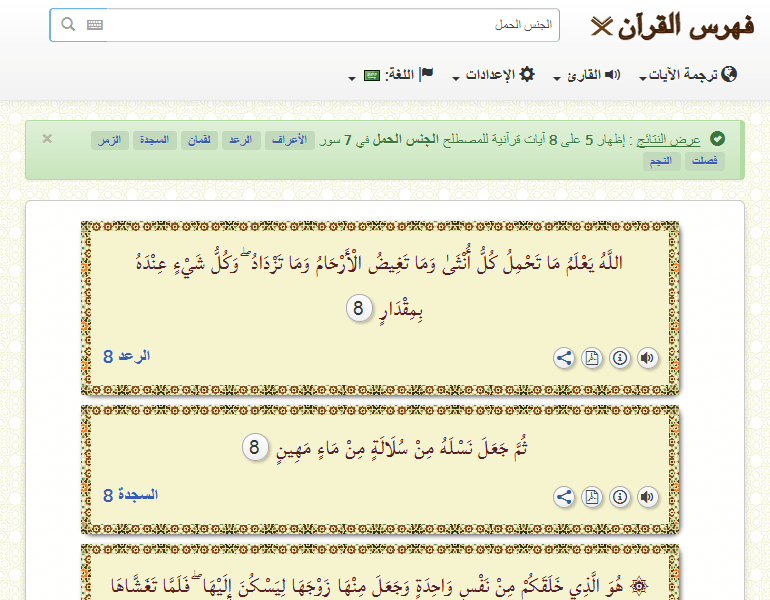 فهرس القرآن
الجنس الحمل
ترجمة الآيات القارئ الإعدادات اللغة:
عرض النتائج : إظهار 5 على 8 آيات قرآنية للمصطلح الجنس الحمل في 7 سور الأعراف الرعد لقمان السجدة الزمر
فصلت النجم
اللَّهُ يَعْلَمُ مَا تَحْمِلُ كُلُّ أُنْثَىٰ وَمَا تَغِيضُ الْأَرْحَامُ وَمَا تَزْدَادُ ۖ وَكُلُّ شَيْءٍ عِنْدَهُ
بِمِقْدَارٍ 8
الرعد 8
ثُمَّ جَعَلَ نَسْلَهُ مِنْ سُلَالَةٍ مِنْ مَاءٍ مَهِينٍ 8
السجدة 8
۞ هُوَ الَّذِي خَلَقَكُمْ مِنْ نَفْسٍ وَاحِدَةٍ وَجَعَلَ مِنْهَا زَوْجَهَا لِيَسْكُنَ إِلَيْهَا ۖ فَلَمَّا تَغَشَّاهَا